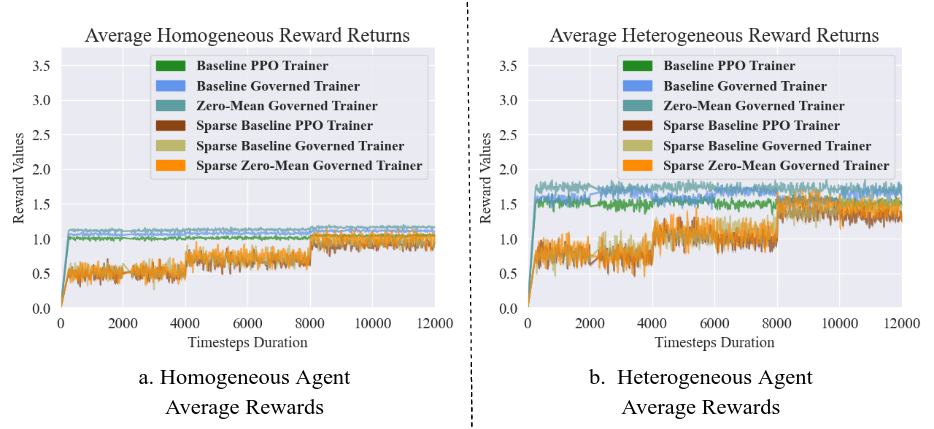 Average Homogeneous Reward Returns
Reward Values
3.5
3.0
2.5
2.0
1.5
1.0
0.5
0.0
Baseline PPO Trainer
Baseline Governed Trainer
Zero-Mean Governed Trainer
Sparse Baseline PPO Trainer
Sparse Baseline Governed Trainer
Sparse Zero-Mean Governed Trainer
0 2000 4000 6000 8000 10000 12000
Timesteps Duration
a. Homogeneous Agent
Average Rewards
Average Heterogeneous Reward Returns
Reward Values
3.5
3.0
2.5
2.0
1.5
1.0
0.5
0.0
Baseline PPO Trainer
Baseline Governed Trainer
Zero-Mean Governed Trainer
Sparse Baseline PPO Trainer
Sparse Baseline Governed Trainer
Sparse Zero-Mean Governed Trainer
0 2000 4000 6000 8000 10000 12000
Timesteps Duration
b. Heterogeneous Agent
Average Rewards